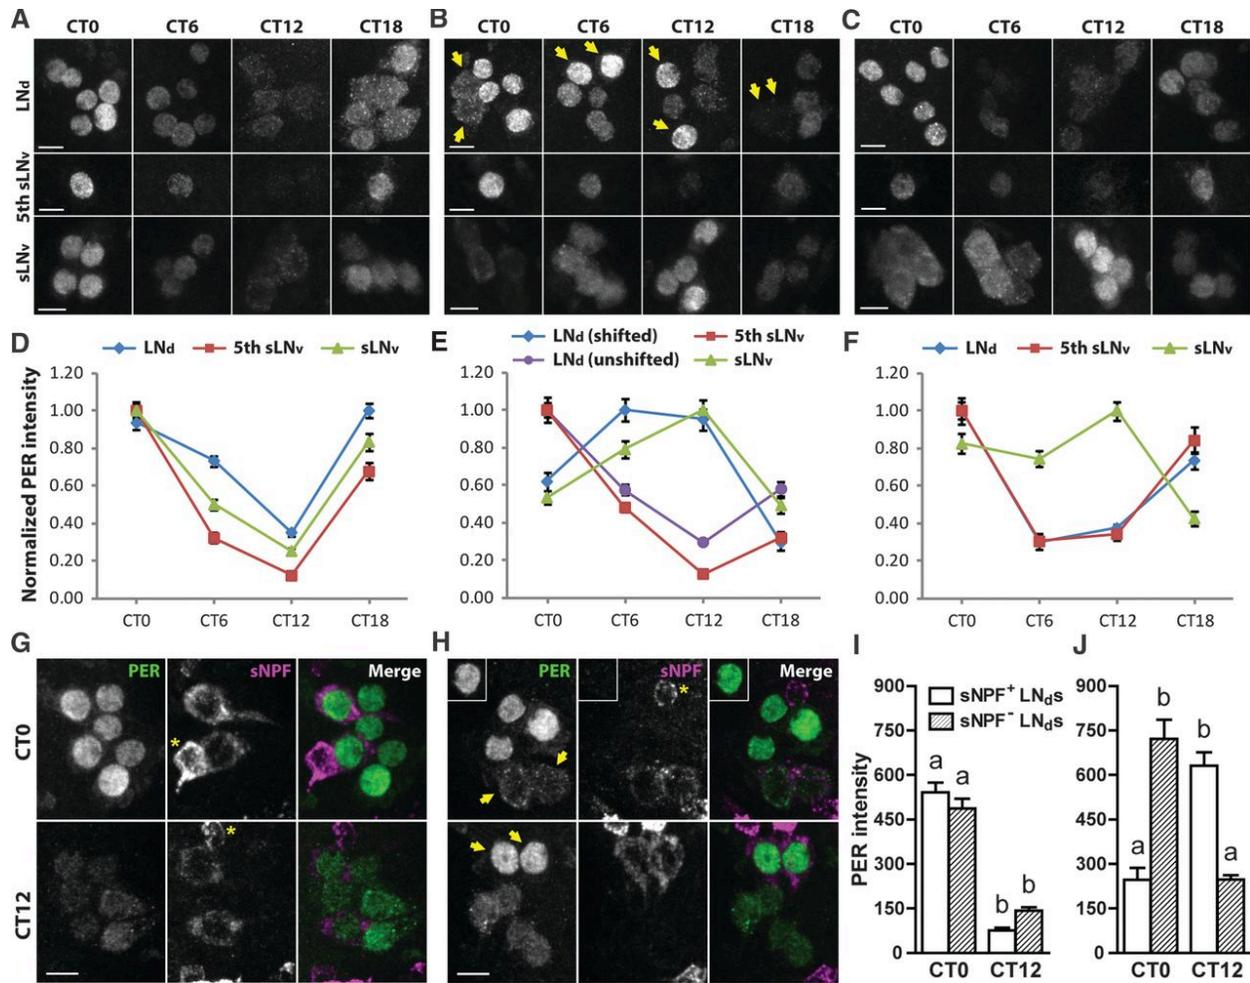 A
CT0 CT6 CT12 CT18
LNd
5th sLNv
sLNv
B
CT0 CT6 CT12 CT18
C
CT0 CT6 CT12 CT18
D
LNd 5th sLNv sLNv
Normalized PER intensity
1.20
1.00
0.80
0.60
0.40
0.20
0.00
CT0 CT6 CT12 CT18
E
LNd (shifted) 5th sLNv
LNd (unshifted) sLNv
1.20
1.00
0.80
0.60
0.40
0.20
0.00
CT0 CT6 CT12 CT18
F
LNd 5th sLNv sLNv
1.20
1.00
0.80
0.60
0.40
0.20
0.00
CT0 CT6 CT12 CT18
G
PER sNPF Merge
CT0
*
CT12
*
H
PER sNPF Merge
*
I
PER intensity
900
750
600
450
300
150
0
sNPF+ LNds
sNPF- LNds
a a
b b
CT0 CT12
J
900
750
600
450
300
150
0
b b
a a
CT0 CT12